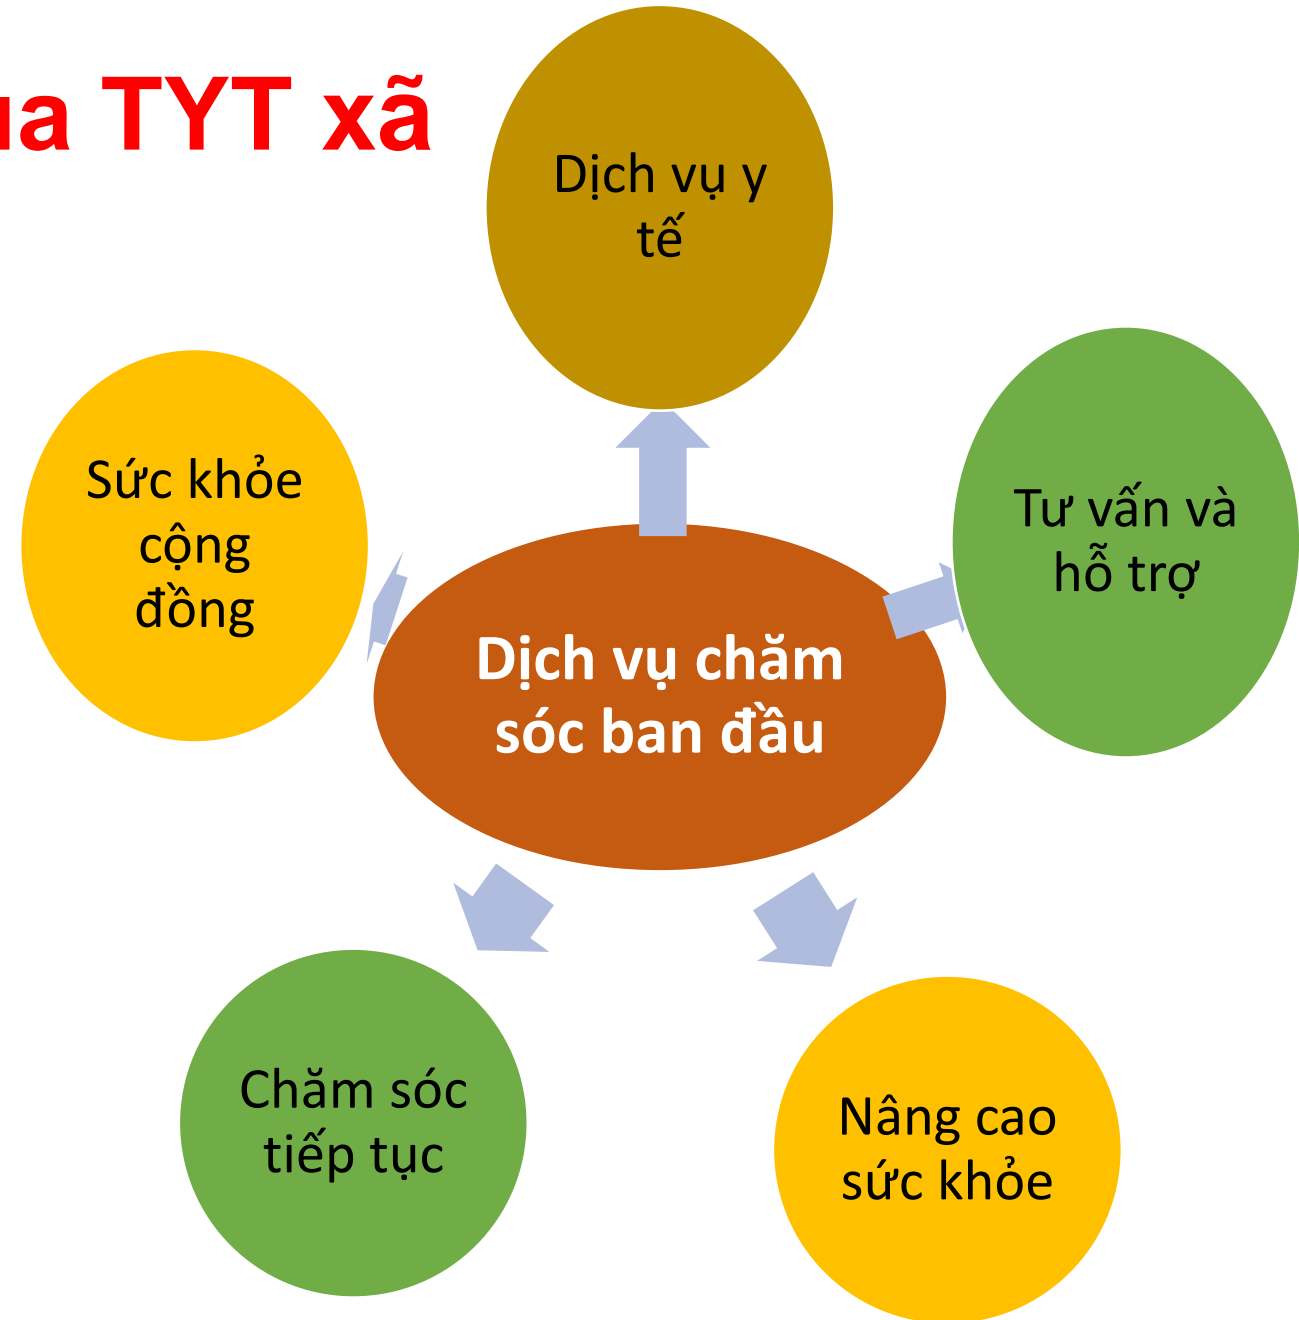 TYT xã
Dịch vụ y
tế
Sức khỏe
cộng
đồng
Tư vấn và
hỗ trợ
Dịch vụ chăm
sóc ban đầu
Chăm sóc
tiếp tục
Nâng cao
sức khỏe